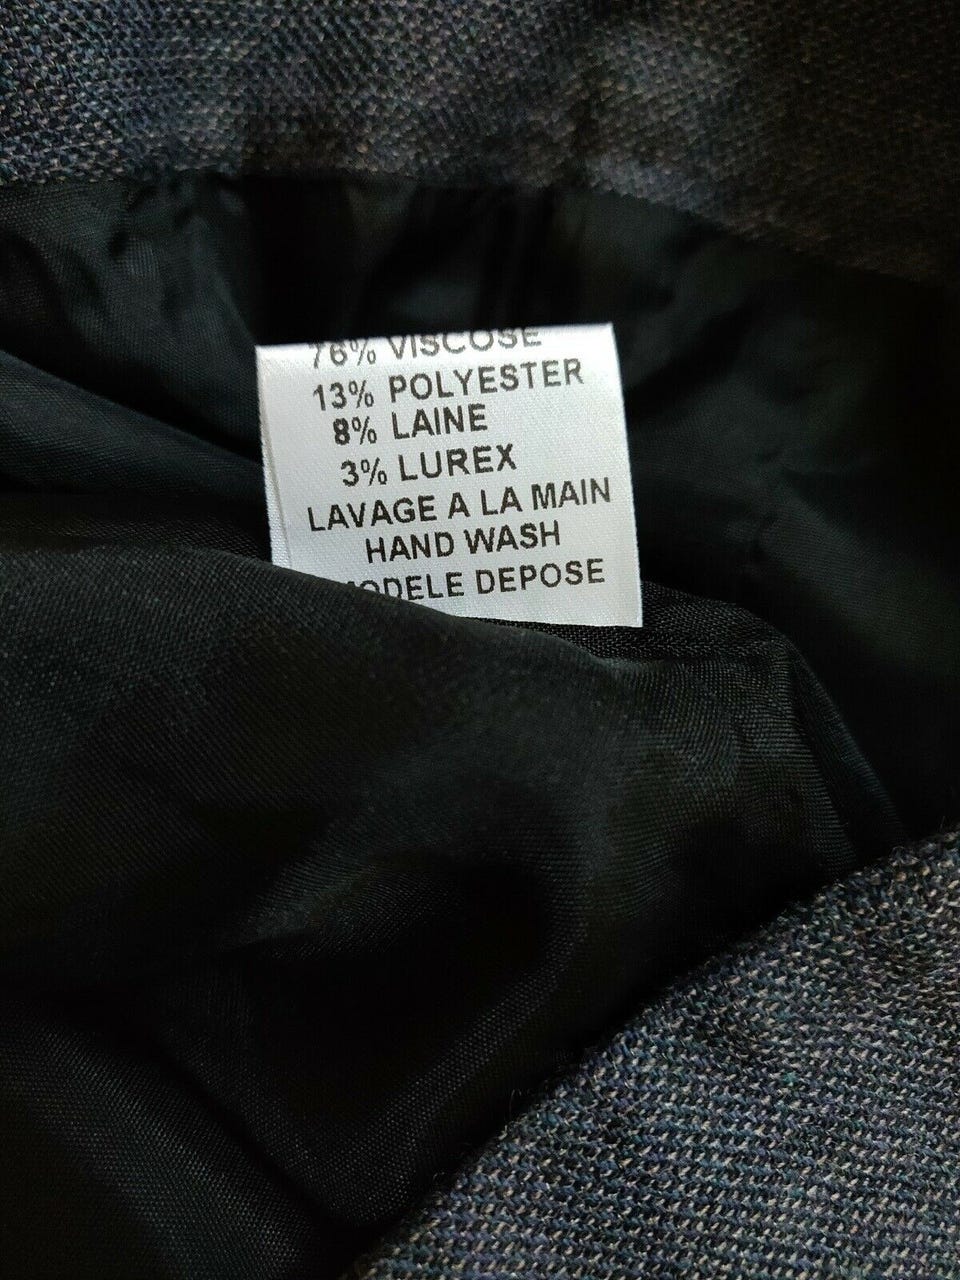 76% VISCOSE
13% POLYESTER
8% LAINE
3% LUREX
LAVAGE A LA MAIN
HAND WASH
MODELE DEPOSE